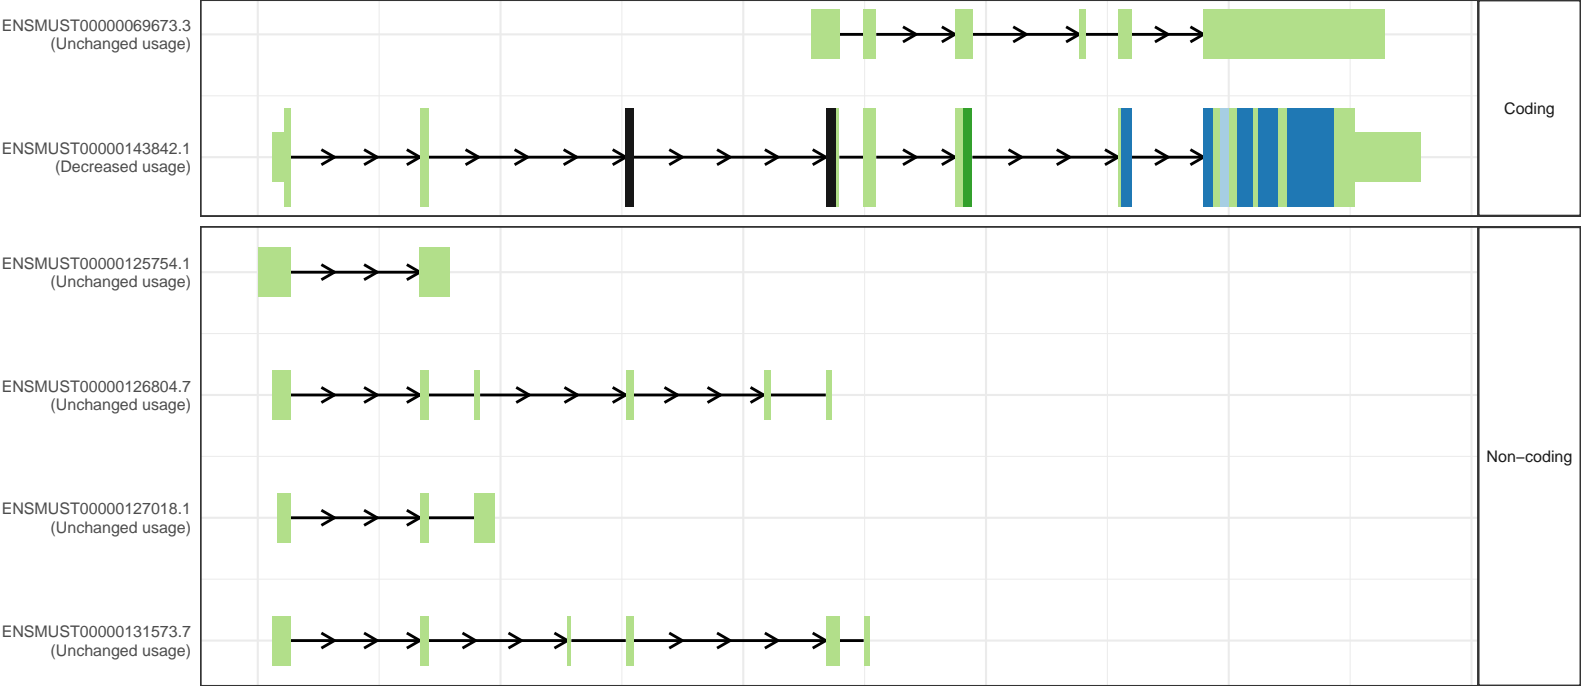 ENSMUST00000069673.3
(Unchanged usage)
Coding
ENSMUST00000143842.1
(Decreased usage)
ENSMUST00000125754.1
(Unchanged usage)
ENSMUST00000126804.7
(Unchanged usage)
Non−coding
ENSMUST00000127018.1
(Unchanged usage)
ENSMUST00000131573.7
(Unchanged usage)